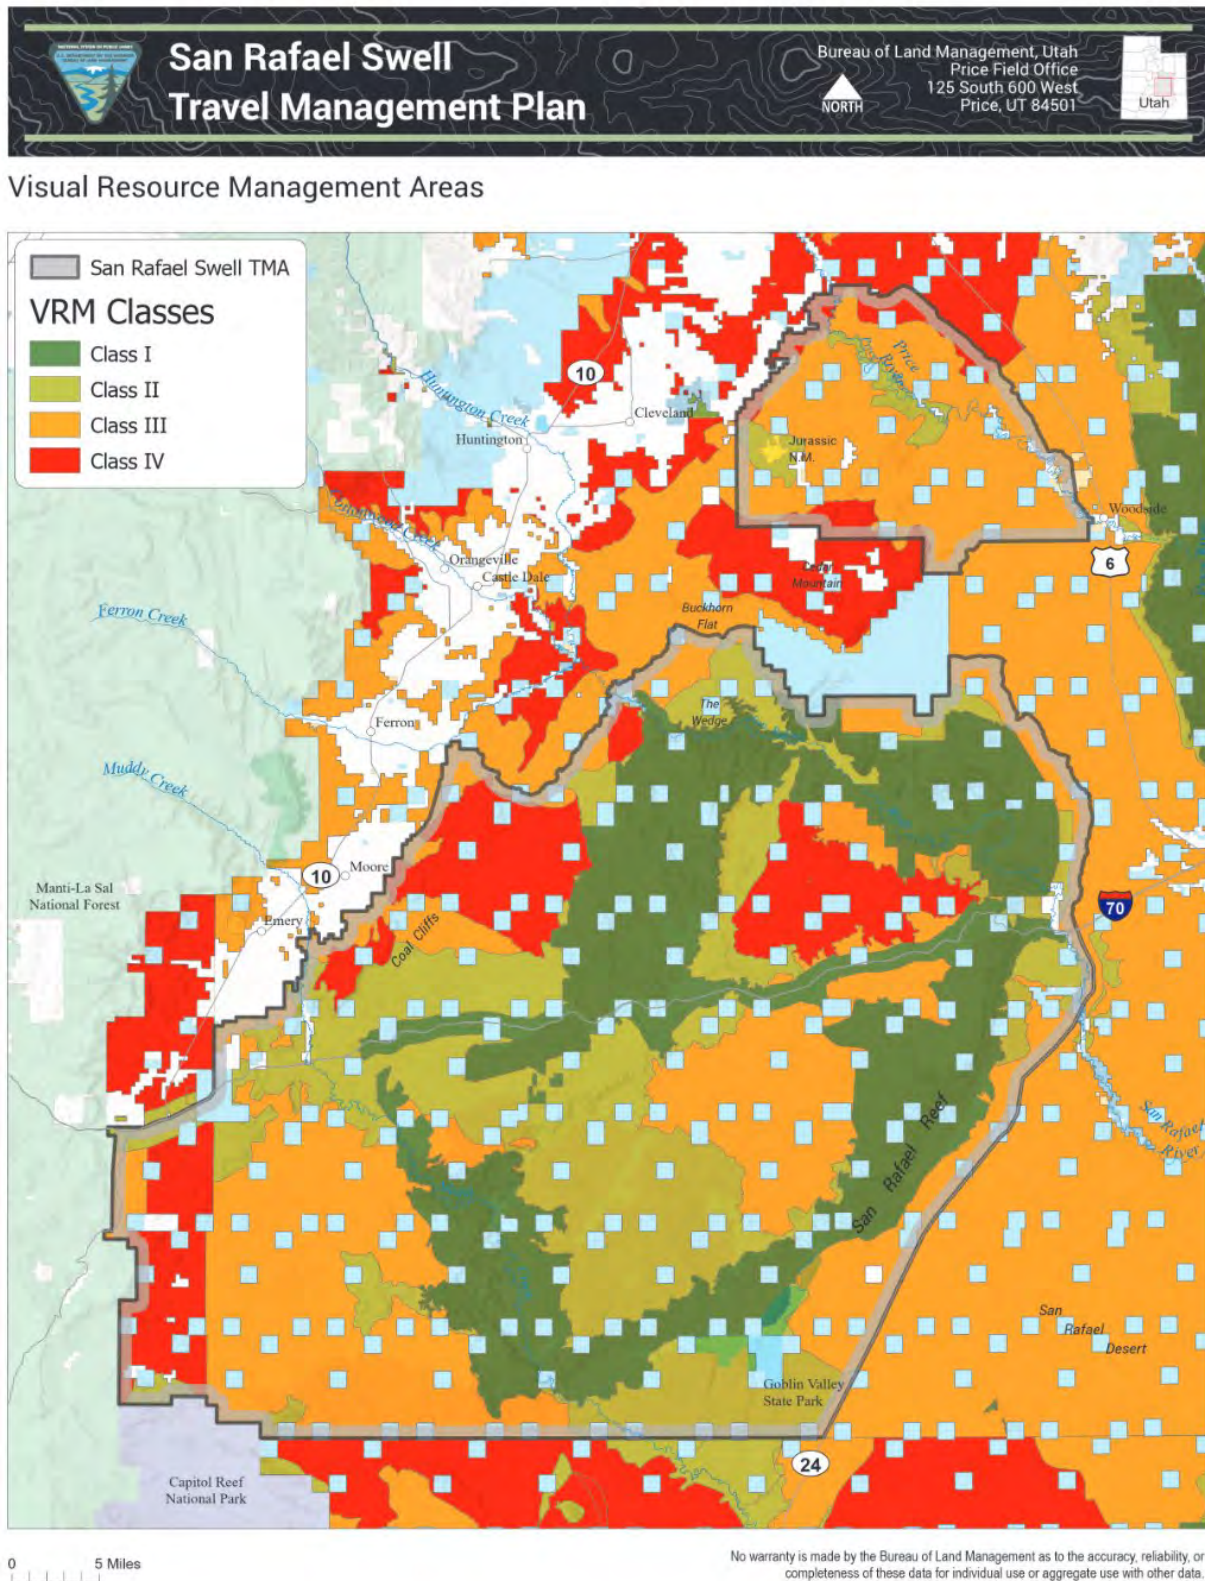 San Rafael Swell
Travel Management Plan
NORTH
Bureau of Land Management, Utah
Price Field Office
125 South 600 West
Price, UT 84501
Utah
Visual Resource Management Areas
San Rafael Swell TMA
VRM Classes
Class I
Class II
Class III
Class IV
10
Huntington Creek
Cleveland
Huntington
Price
River
Jurassic
N.M.
Woodside
6
Cottonwood Creek
Orangeville
Castle Dale
Cedar
Mountain
Buckhorn
Flat
Ferron Creek
The
Wedge
Ferron
Muddy Creek
10
Moore
Manti-La Sal
National Forest
Emery
Coal Cliffs
70
San Rafael Reef
San Rafael
River
San
Rafael
Desert
Goblin Valley
State Park
24
Capitol Reef
National Park
0
5 Miles
No warranty is made by the Bureau of Land Management as to the accuracy, reliability, or
completeness of these data for individual use or aggregate use with other data.